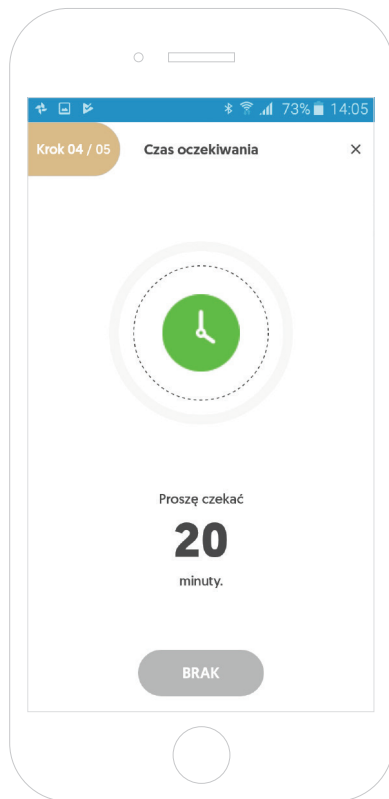 73% 14:05
Krok 04 / 05 Czas oczekiwania
Proszę czekać
20
minuty.
BRAK